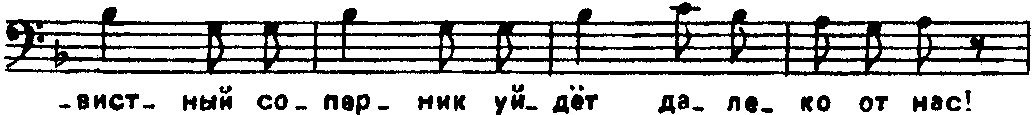 -вист- ный со- пер- ник уй- дёт да- ле- ко от нас!